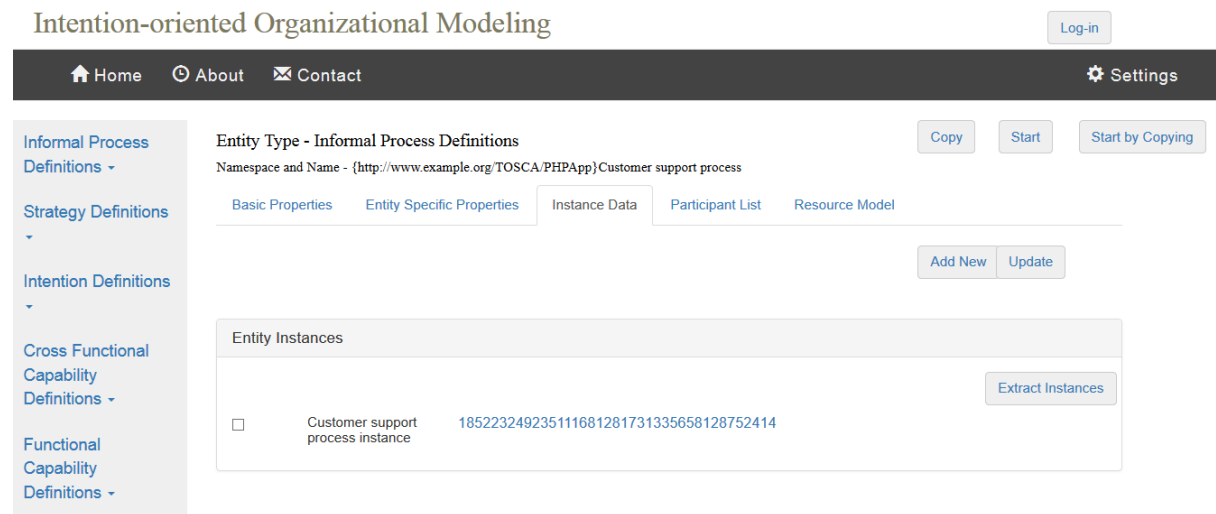 Intention-oriented Organizational Modeling
Log-in
Home
About
Contact
Settings
Informal Process
Definitions
Strategy Definitions
Intention Definitions
Cross Functional
Capability
Definitions
Functional
Capability
Definitions
Entity Type - Informal Process Definitions
Copy
Start
Start by Copying
Namespace and Name - {http://www.example.org/TOSCA/PHPApp}Customer support process
Basic Properties
Entity Specific Properties
Instance Data
Participant List
Resource Model
Add New
Update
Entity Instances
Extract Instances
Customer support
process instance
18522324923511168128173133565812875​2414